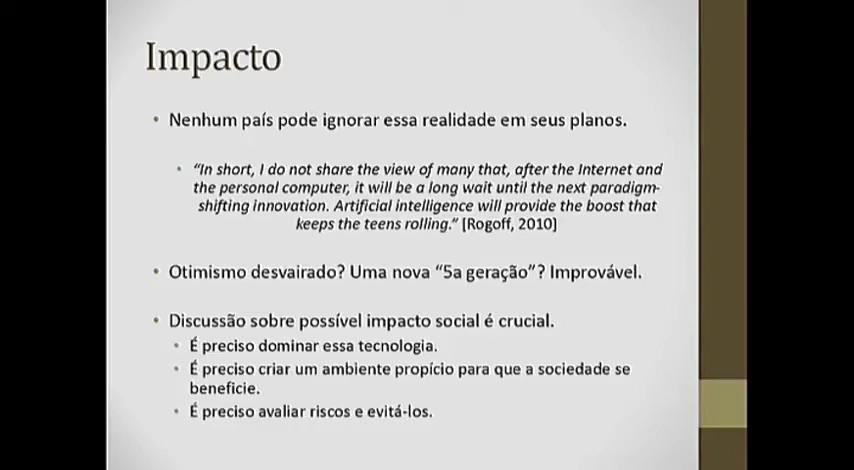 Impacto
• Nenhum país pode ignorar essa realidade em seus planos.
• “In short, I do not share the view of many that, after the Internet and
the personal computer, it will be a long wait until the next paradigm-
shifting innovation. Artificial intelligence will provide the boost that
keeps the teens rolling.” [Rogoff, 2010]
• Otimismo desvairado? Uma nova “5a geração”? Improvável.
• Discussão sobre possível impacto social é crucial.
• É preciso dominar essa tecnologia.
• É preciso criar um ambiente propício para que a sociedade se
beneficie.
• É preciso avaliar riscos e evitá-los.